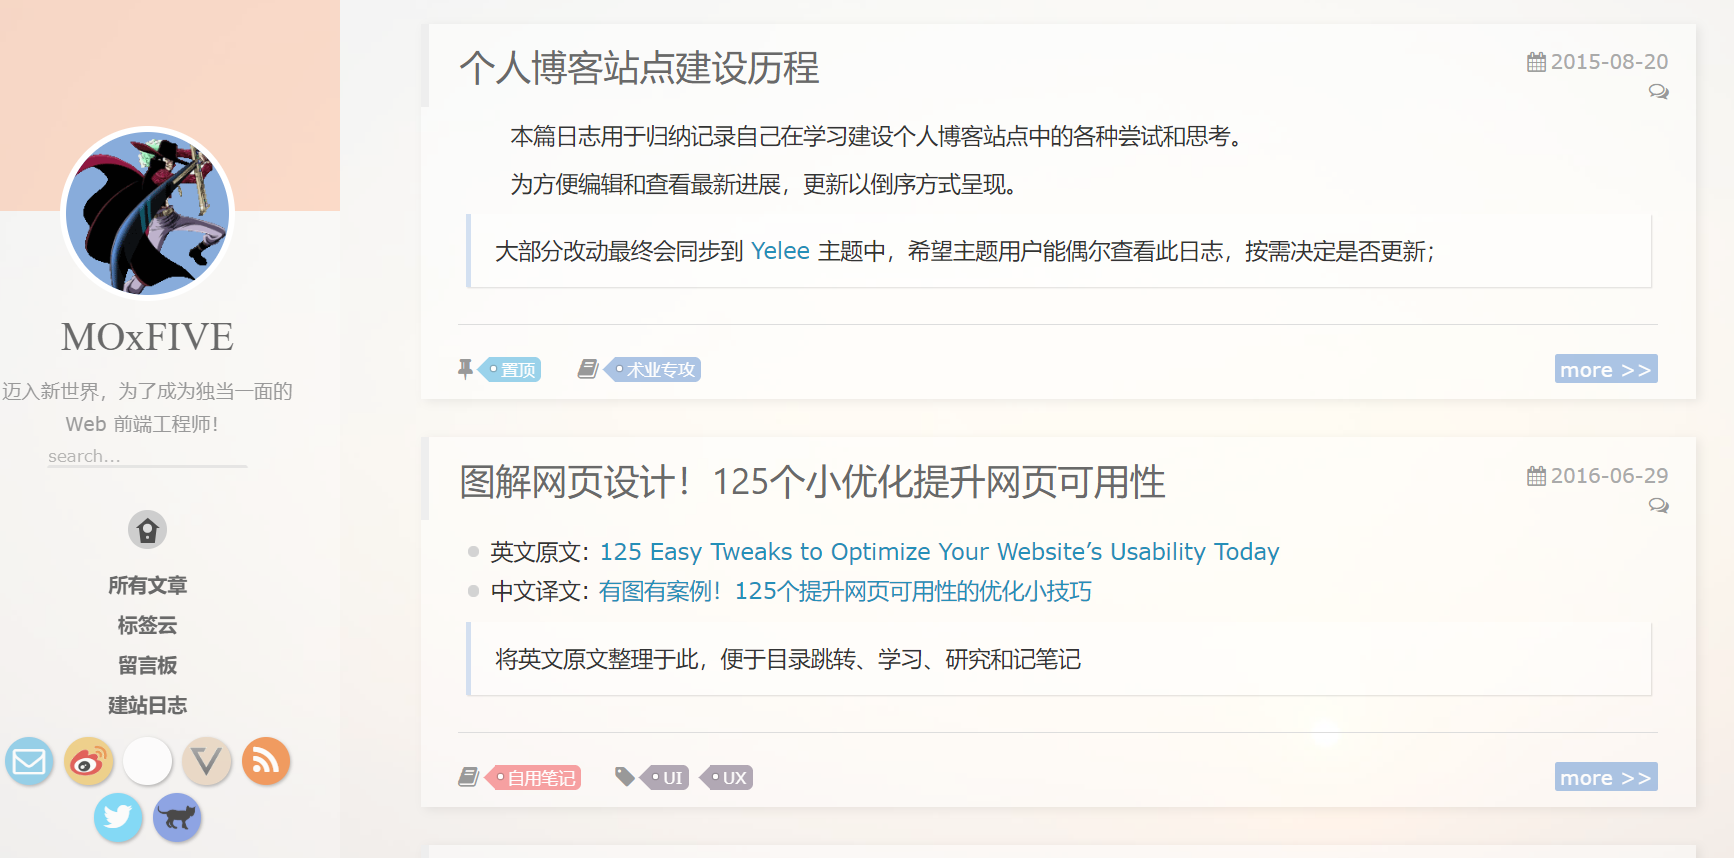 MOxFIVE
迈入新世界，为了成为独当一面的
Web 前端工程师！
search...
所有文章
标签云
留言板
建站日志
个人博客站点建设历程
2015-08-20
本篇日志用于归纳记录自己在学习建设个人博客站点中的各种尝试和思考。
为方便编辑和查看最新进展，更新以倒序方式呈现。
大部分改动最终会同步到 Yelee 主题中，希望主题用户能偶尔查看此日志，按需决定是否更新；
置顶 术业专攻
more >>
图解网页设计！125个小优化提升网页可用性
2016-06-29
英文原文：125 Easy Tweaks to Optimize Your Website’s Usability Today
中文译文：有图有案例！125个提升网页可用性的优化小技巧
将英文原文整理于此，便于目录跳转、学习、研究和记笔记
自用笔记 UI UX
more >>